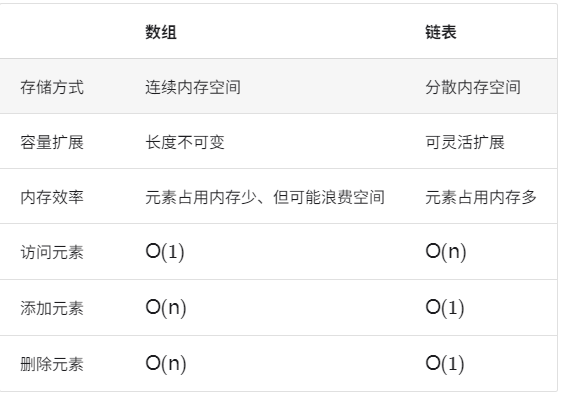 数组 链表
存储方式 连续内存空间 分散内存空间
容量扩展 长度不可变 可灵活扩展
内存效率 元素占用内存少、但可能浪费空间 元素占用内存多
访问元素 O(1) O(n)
添加元素 O(n) O(1)
删除元素 O(n) O(1)